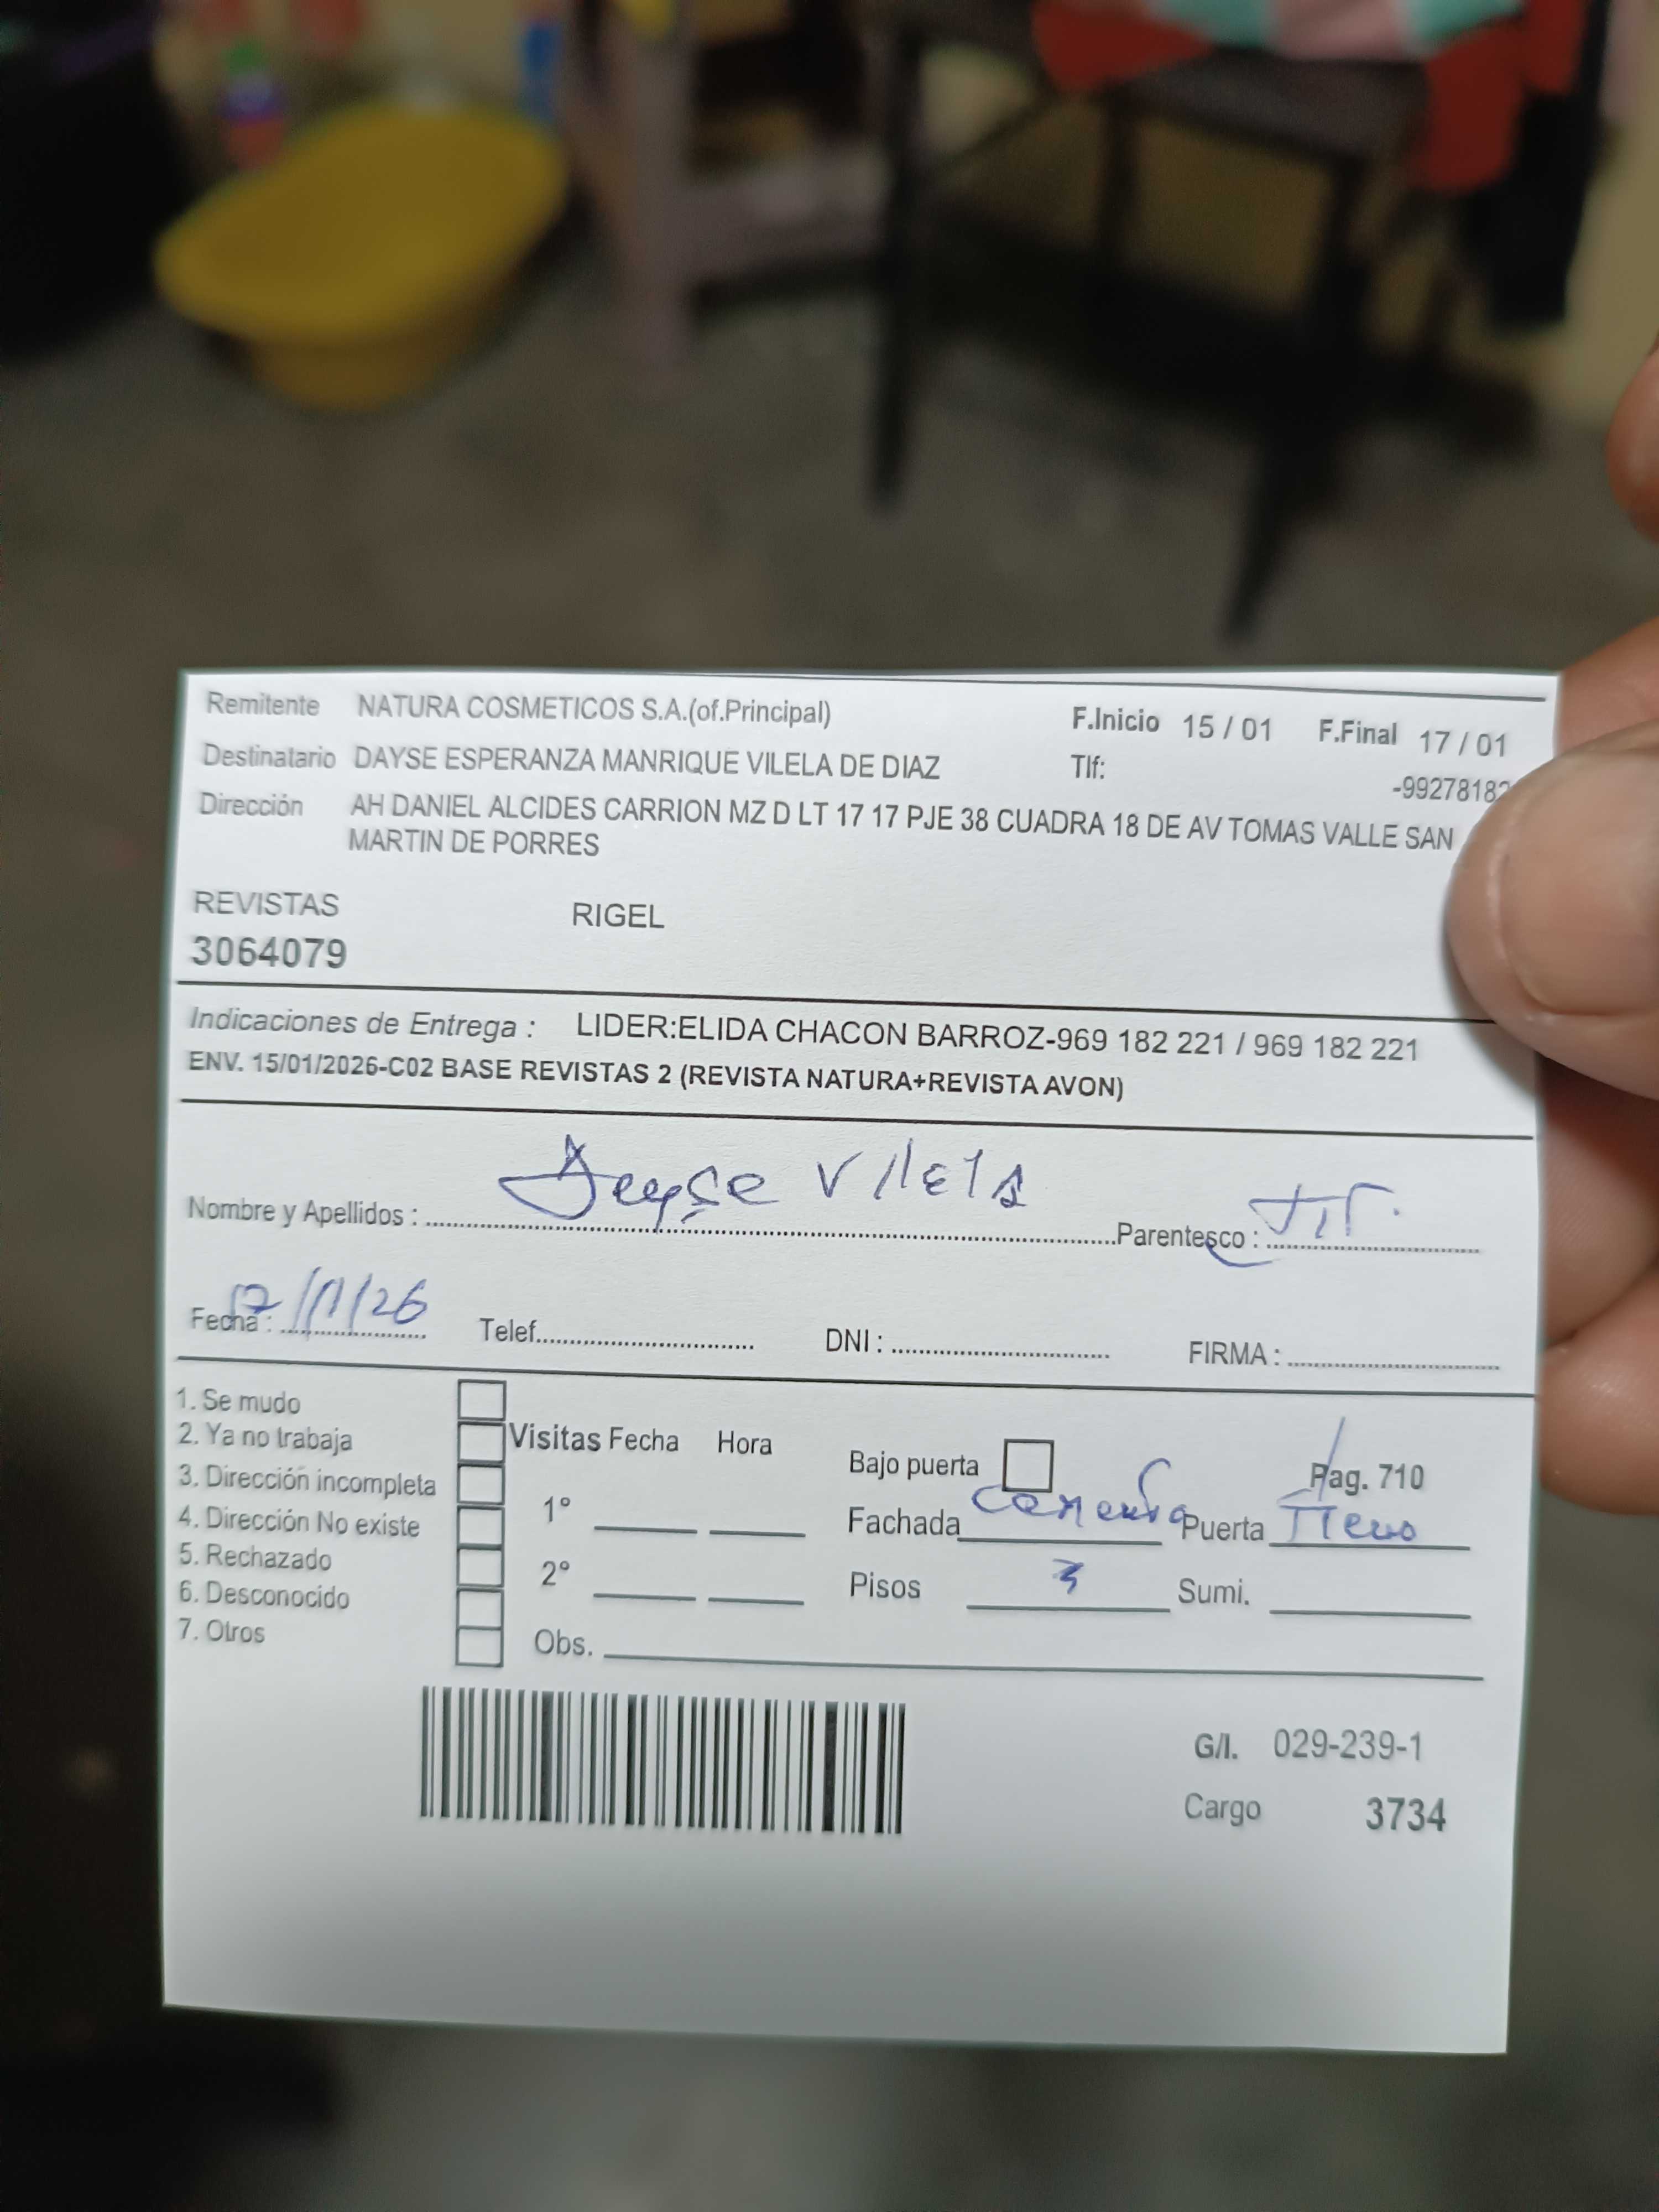 Remitente NATURA COSMETICOS S.A.(of.Principal) F.Inicio 15 / 01 F.Final 17 / 01
Destinatario DAYSE ESPERANZA MANRIQUE VILELA DE DIAZ Tlf: -99278182
Dirección AH DANIEL ALCIDES CARRION MZ D LT 17 17 PJE 38 CUADRA 18 DE AV TOMAS VALLE SAN
MARTIN DE PORRES
REVISTAS RIGEL
3064079
Indicaciones de Entrega : LIDER:ELIDA CHACON BARROZ-969 182 221 / 969 182 221
ENV. 15/01/2026-C02 BASE REVISTAS 2 (REVISTA NATURA+REVISTA AVON)
Nombre y Apellidos : Deyse Vilela Parentesco : TIT.
Fecha : 17/1/26 Telef. DNI : FIRMA :
1. Se mudo
2. Ya no trabaja Visitas Fecha Hora
3. Dirección incompleta Bajo puerta Pag. 710
4. Dirección No existe 1° Fachada Puerta
5. Rechazado
6. Desconocido 2° Pisos 3 Sumi.
7. Otros Obs.
G/I. 029-239-1
Cargo 3734